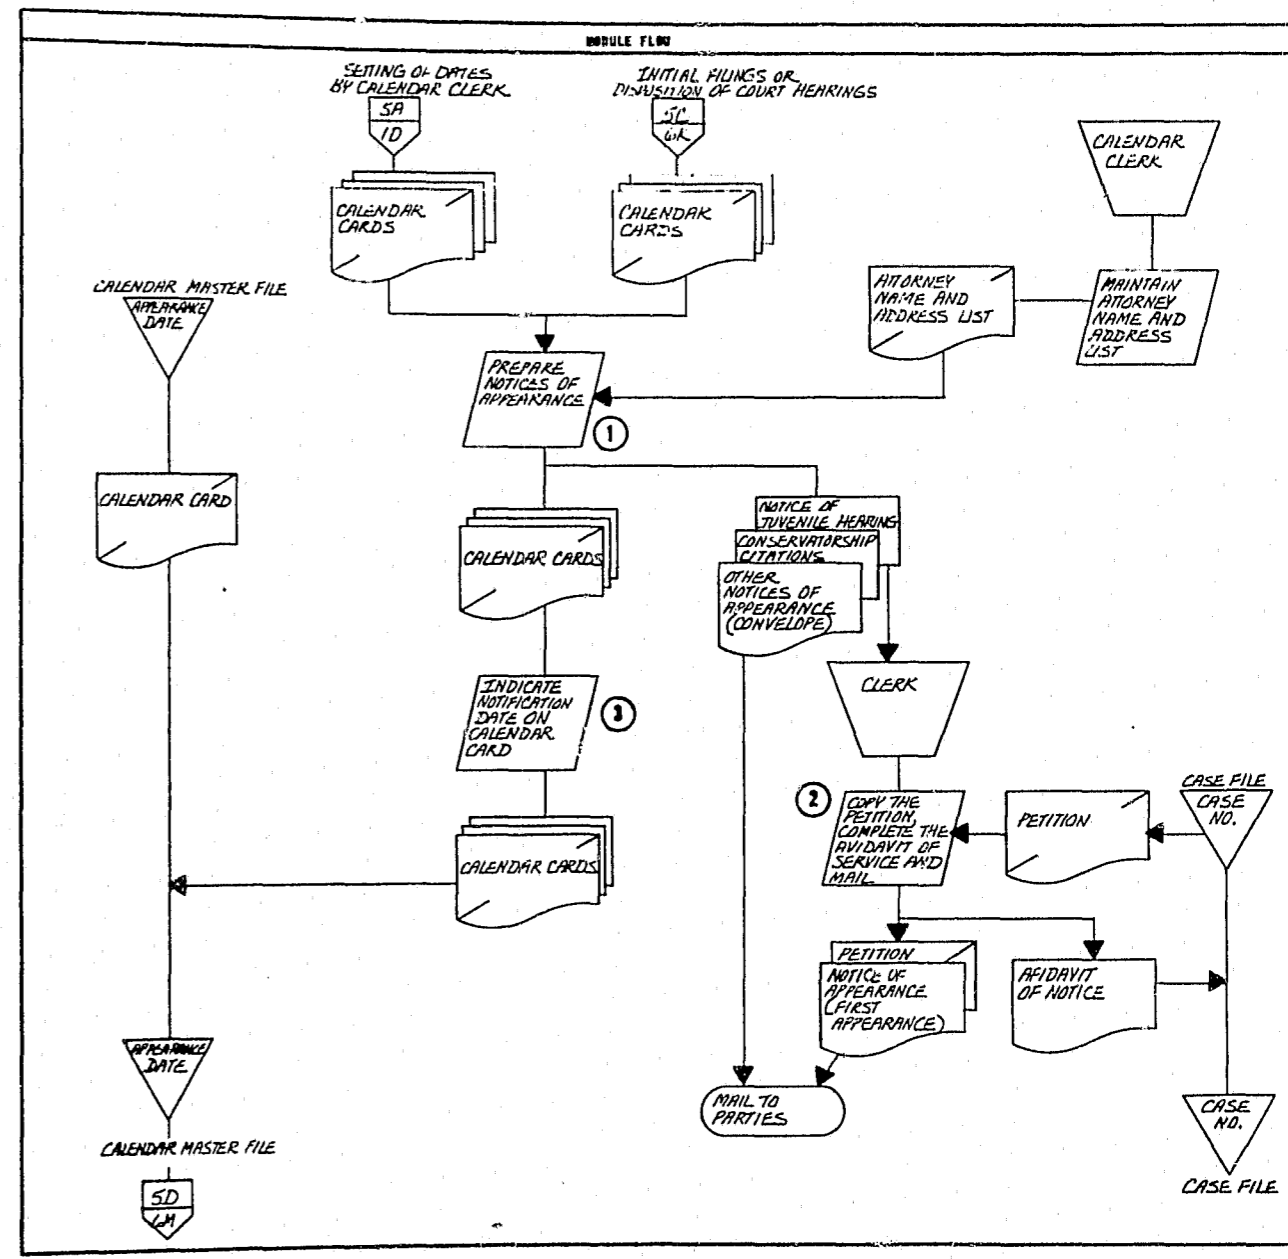 MODULE FLOW
SETTING OF DATES
BY CALENDAR CLERK
5A
1D
INITIAL FILINGS OR
DISPOSITION OF COURT HEARINGS
5C
CALENDAR
CLERK
CALENDAR
CARDS
CALENDAR
CARDS
ATTORNEY
NAME AND
ADDRESS LIST
MAINTAIN
ATTORNEY
NAME AND
ADDRESS
LIST
CALENDAR MASTER FILE
APPEARANCE
DATE
PREPARE
NOTICES OF
APPEARANCE
1
CALENDAR CARD
CALENDAR CARDS
NOTICE OF
JUVENILE HEARING
CONSERVATORSHIP
CITATIONS
OTHER
NOTICES OF
APPEARANCE
(CONVELOPE)
CLERK
INDICATE
NOTIFICATION
DATE ON
CALENDAR
CARD
3
2
COPY THE
PETITION,
COMPLETE THE
AVIDAVIT OF
SERVICE AND
MAIL
PETITION
CASE FILE
CASE
NO.
CALENDAR CARDS
PETITION
NOTICE OF
APPEARANCE
(FIRST
APPEARANCE)
AFIDAVIT
OF NOTICE
APPEARANCE
DATE
CALENDAR MASTER FILE
5D
MAIL TO
PARTIES
CASE
NO.
CASE FILE